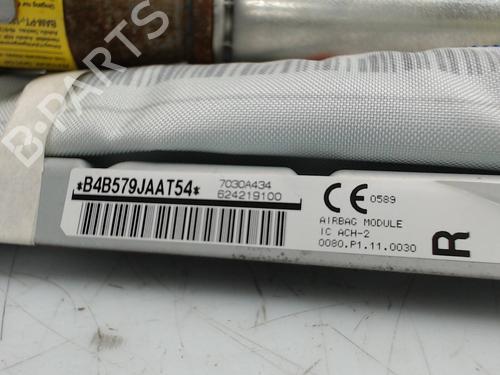 B-PARTS
*B4B579JAAT54*
7030A434
624219100
CE 0589
AIRBAG MODULE
IC ACH-2
0080.P1.11.0030
R